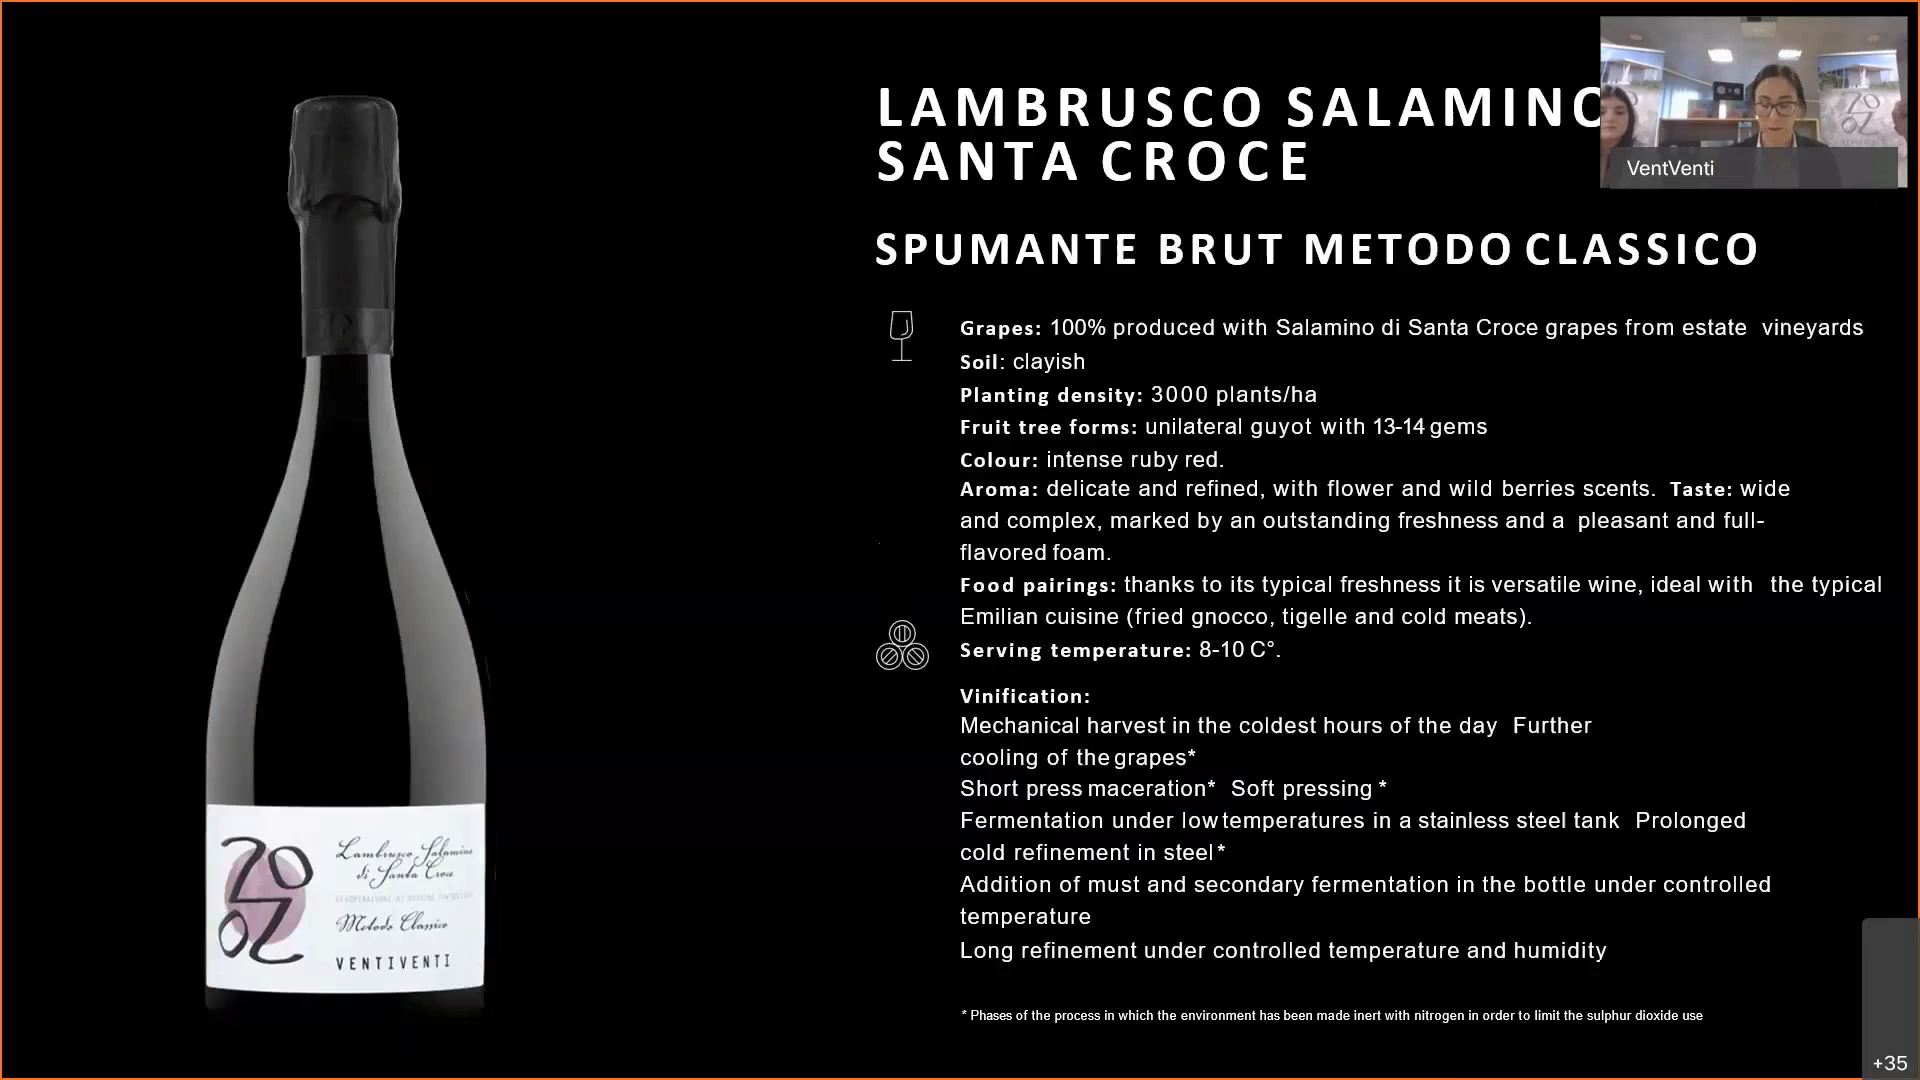 LAMBRUSCO SALAMINO
SANTA CROCE
VentVenti
SPUMANTE BRUT METODO CLASSICO
Grapes: 100% produced with Salamino di Santa Croce grapes from estate vineyards
Soil: clayish
Planting density: 3000 plants/ha
Fruit tree forms: unilateral guyot with 13-14 gems
Colour: intense ruby red.
Aroma: delicate and refined, with flower and wild berries scents. Taste: wide
and complex, marked by an outstanding freshness and a pleasant and full-
flavored foam.
Food pairings: thanks to its typical freshness it is versatile wine, ideal with the typical
Emilian cuisine (fried gnocco, tigelle and cold meats).
Serving temperature: 8-10 C°.
Vinification:
Mechanical harvest in the coldest hours of the day Further
cooling of the grapes*
Short press maceration* Soft pressing *
Fermentation under low temperatures in a stainless steel tank Prolonged
cold refinement in steel*
Addition of must and secondary fermentation in the bottle under controlled
temperature
Long refinement under controlled temperature and humidity
* Phases of the process in which the environment has been made inert with nitrogen in order to limit the sulphur dioxide use
+35
2020
Lambrusco Salamino
di Santa Croce
Metodo Classico
VENTIVENTI